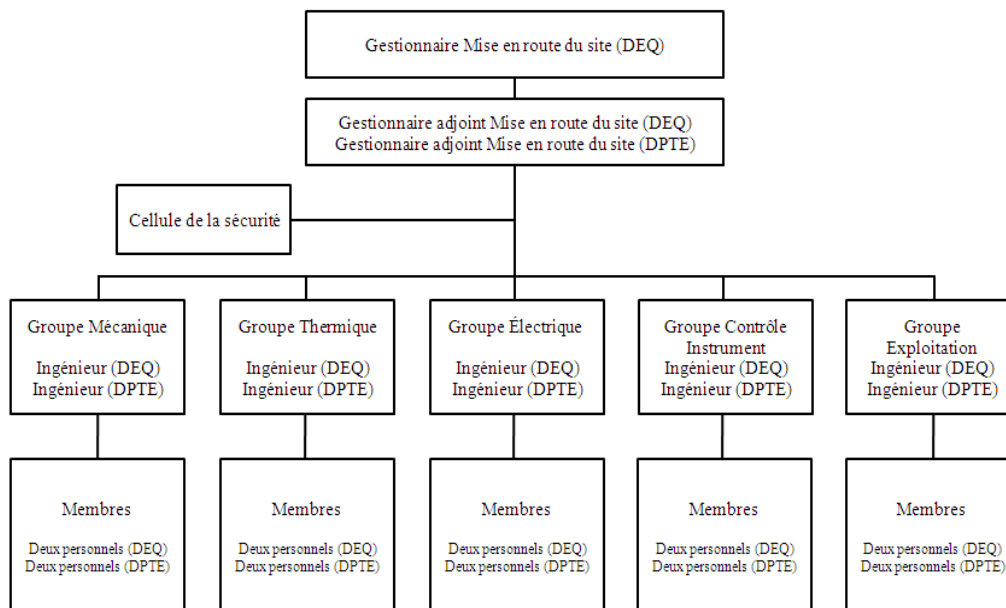 Gestionnaire Mise en route du site (DEQ)
Gestionnaire adjoint Mise en route du site (DEQ)
Gestionnaire adjoint Mise en route du site (DPTE)
Cellule de la sécurité
Groupe Mécanique
Ingénieur (DEQ)
Ingénieur (DPTE)
Groupe Thermique
Ingénieur (DEQ)
Ingénieur (DPTE)
Groupe Électrique
Ingénieur (DEQ)
Ingénieur (DPTE)
Groupe Contrôle
Instrument
Ingénieur (DEQ)
Ingénieur (DPTE)
Groupe
Exploitation
Ingénieur (DEQ)
Ingénieur (DPTE)
Membres
Deux personnels (DEQ)
Deux personnels (DPTE)
Membres
Deux personnels (DEQ)
Deux personnels (DPTE)
Membres
Deux personnels (DEQ)
Deux personnels (DPTE)
Membres
Deux personnels (DEQ)
Deux personnels (DPTE)
Membres
Deux personnels (DEQ)
Deux personnels (DPTE)